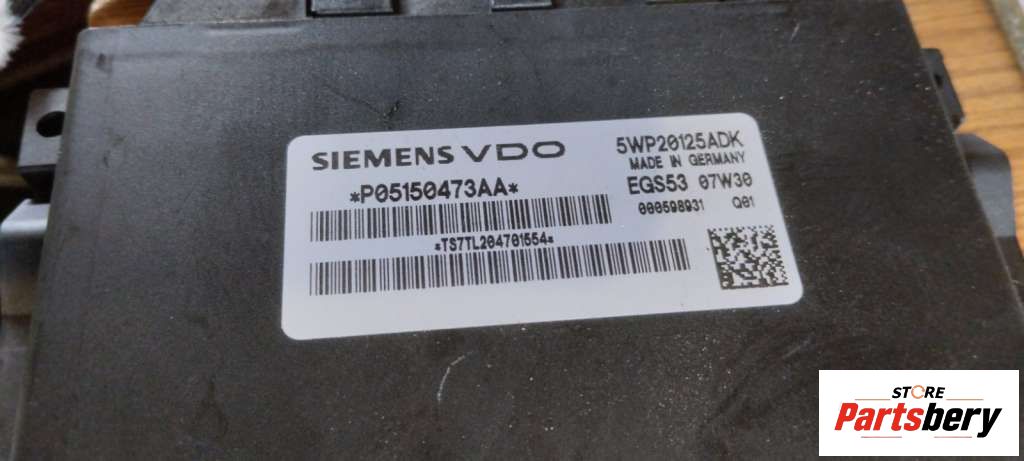 SIEMENS VDO
5WP20125ADK
MADE IN GERMANY
*P05150473AA*
EGS53 07W30
000598931 Q01
*TS7TL204701554*
STORE
Partsbery